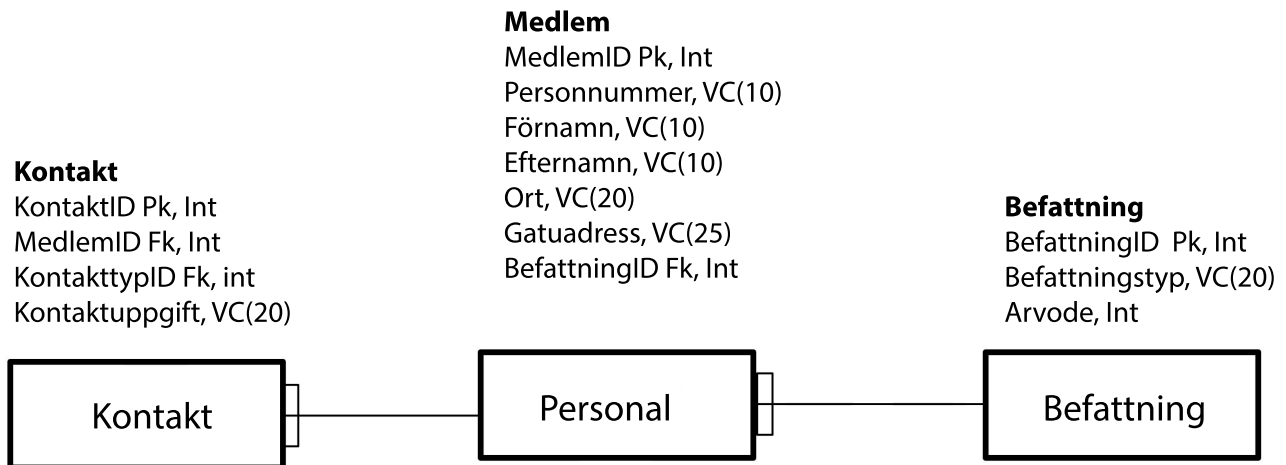 Medlem
MedlemID Pk, Int
Personnummer, VC(10)
Förnamn, VC(10)
Efternamn, VC(10)
Ort, VC(20)
Gatuadress, VC(25)
BefattningID Fk, Int
Kontakt
KontaktID Pk, Int
MedlemID Fk, Int
KontakttypID Fk, int
Kontaktuppgift, VC(20)
Befattning
BefattningID  Pk, Int
Befattningstyp, VC(20)
Arvode, Int
Kontakt
Personal
Befattning